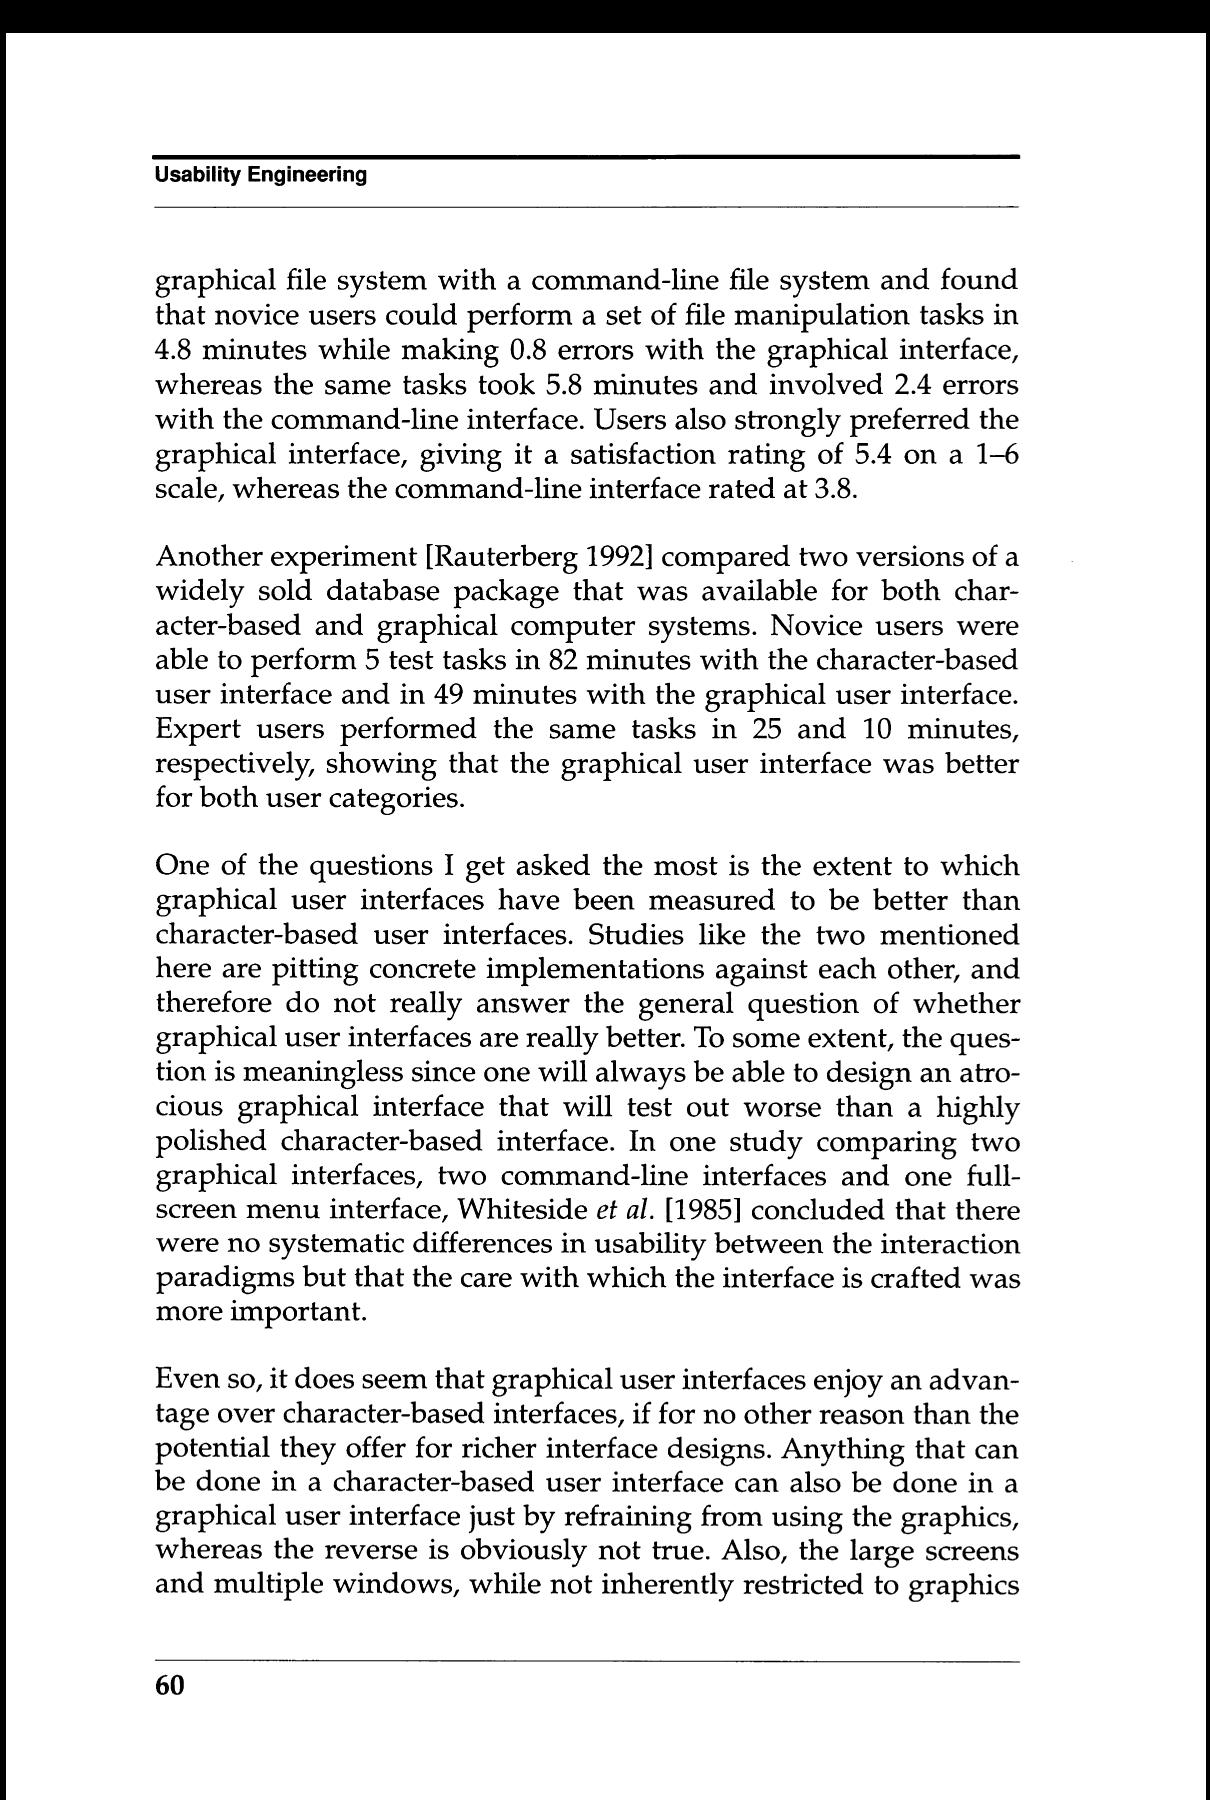 Usability Engineering
graphical file system with a command-line file system and found
that novice users could perform a set of file manipulation tasks in
4.8 minutes while making 0.8 errors with the graphical interface,
whereas the same tasks took 5.8 minutes and involved 2.4 errors
with the command-line interface. Users also strongly preferred the
graphical interface, giving it a satisfaction rating of 5.4 on a 1–6
scale, whereas the command-line interface rated at 3.8.
Another experiment [Rauterberg 1992] compared two versions of a
widely sold database package that was available for both char-
acter-based and graphical computer systems. Novice users were
able to perform 5 test tasks in 82 minutes with the character-based
user interface and in 49 minutes with the graphical user interface.
Expert users performed the same tasks in 25 and 10 minutes,
respectively, showing that the graphical user interface was better
for both user categories.
One of the questions I get asked the most is the extent to which
graphical user interfaces have been measured to be better than
character-based user interfaces. Studies like the two mentioned
here are pitting concrete implementations against each other, and
therefore do not really answer the general question of whether
graphical user interfaces are really better. To some extent, the ques-
tion is meaningless since one will always be able to design an atro-
cious graphical interface that will test out worse than a highly
polished character-based interface. In one study comparing two
graphical interfaces, two command-line interfaces and one full-
screen menu interface, Whiteside et al. [1985] concluded that there
were no systematic differences in usability between the interaction
paradigms but that the care with which the interface is crafted was
more important.
Even so, it does seem that graphical user interfaces enjoy an advan-
tage over character-based interfaces, if for no other reason than the
potential they offer for richer interface designs. Anything that can
be done in a character-based user interface can also be done in a
graphical user interface just by refraining from using the graphics,
whereas the reverse is obviously not true. Also, the large screens
and multiple windows, while not inherently restricted to graphics
60